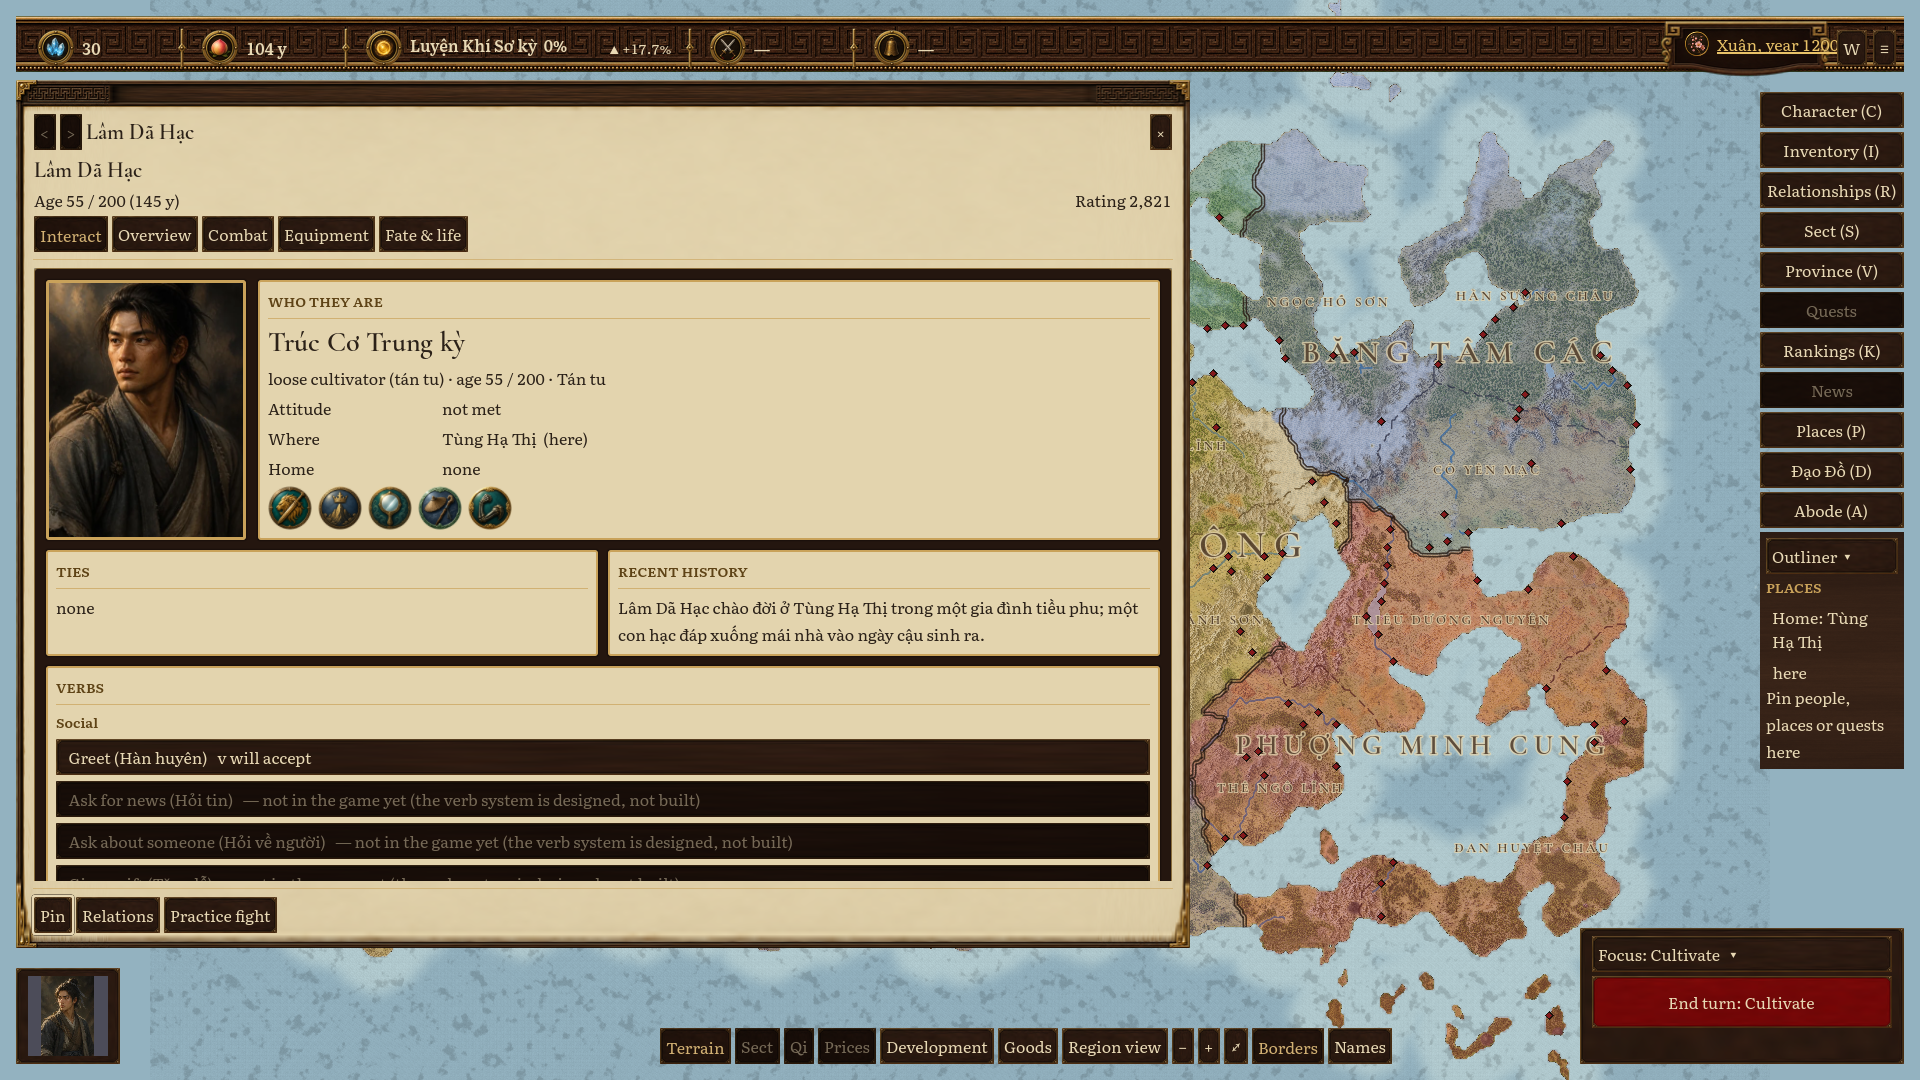 30
104 y
Luyện Khí Sơ kỳ 0%
▲ +17.7%
—
—
Xuân, year 1200
W
≡
< > Lâm Dã Hạc
×
Lâm Dã Hạc
Age 55 / 200 (145 y)
Rating 2,821
Interact
Overview
Combat
Equipment
Fate & life
WHO THEY ARE
Trúc Cơ Trung kỳ
loose cultivator (tán tu) · age 55 / 200 · Tán tu
Attitude not met
Where Tùng Hạ Thị (here)
Home none
TIES
none
RECENT HISTORY
Lâm Dã Hạc chào đời ở Tùng Hạ Thị trong một gia đình tiều phu; một
con hạc đáp xuống mái nhà vào ngày cậu sinh ra.
VERBS
Social
Greet (Hàn huyên) v will accept
Ask for news (Hỏi tin) — not in the game yet (the verb system is designed, not built)
Ask about someone (Hỏi về người) — not in the game yet (the verb system is designed, not built)
Pin
Relations
Practice fight
NGỌC HỒ SƠN
HÀN SƯƠNG CHÂU
BĂNG TÂM CÁC
CÔ YÊN MẠC
ÔNG
TRIỀU DƯƠNG NGUYÊN
PHƯỢNG MINH CUNG
THÊ NGÔ LĨNH
ĐAN HUYỆT CHÂU
Character (C)
Inventory (I)
Relationships (R)
Sect (S)
Province (V)
Quests
Rankings (K)
News
Places (P)
Đạo Đồ (D)
Abode (A)
Outliner ▾
PLACES
Home: Tùng
Hạ Thị
here
Pin people,
places or quests
here
Focus: Cultivate ▾
End turn: Cultivate
Terrain
Sect
Qi
Prices
Development
Goods
Region view
−
+
⤢
Borders
Names